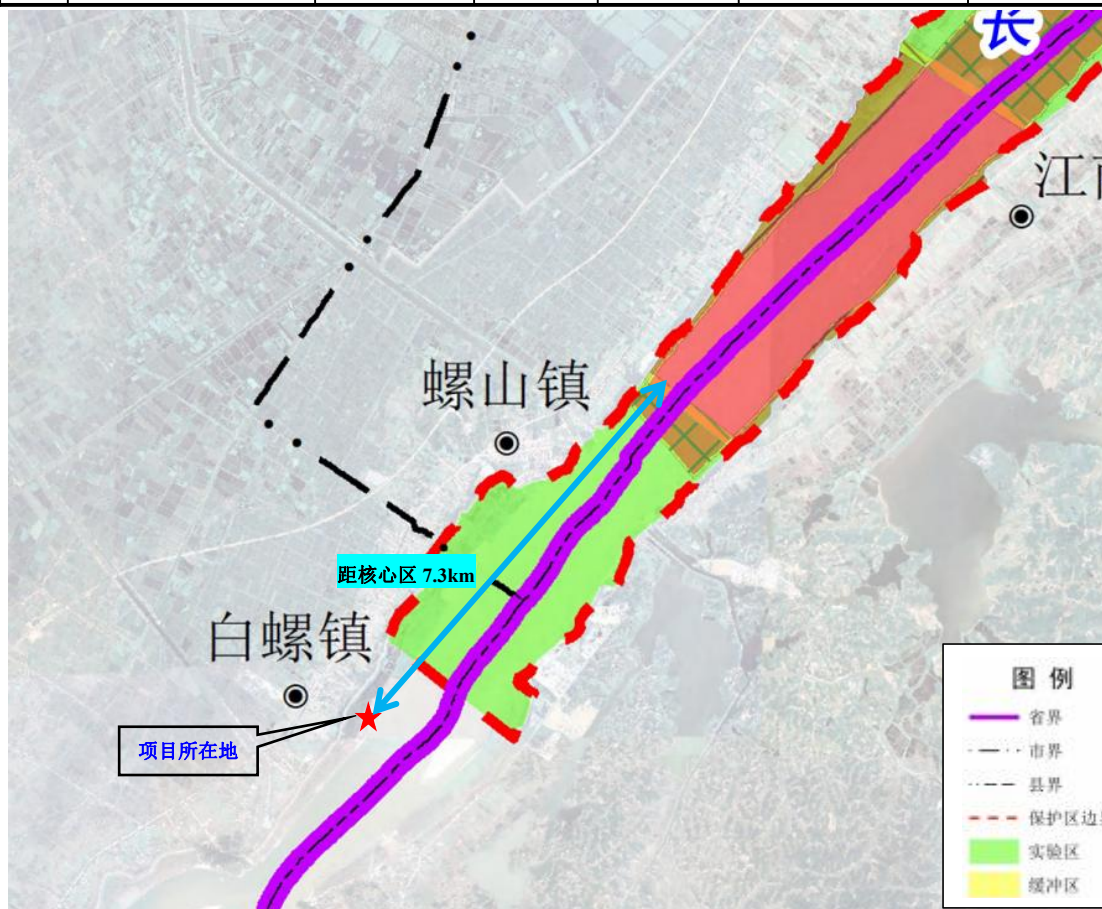 长
江
螺山镇
距核心区 7.3km
白螺镇
项目所在地
图 例
省界
市界
县界
保护区边
实验区
缓冲区